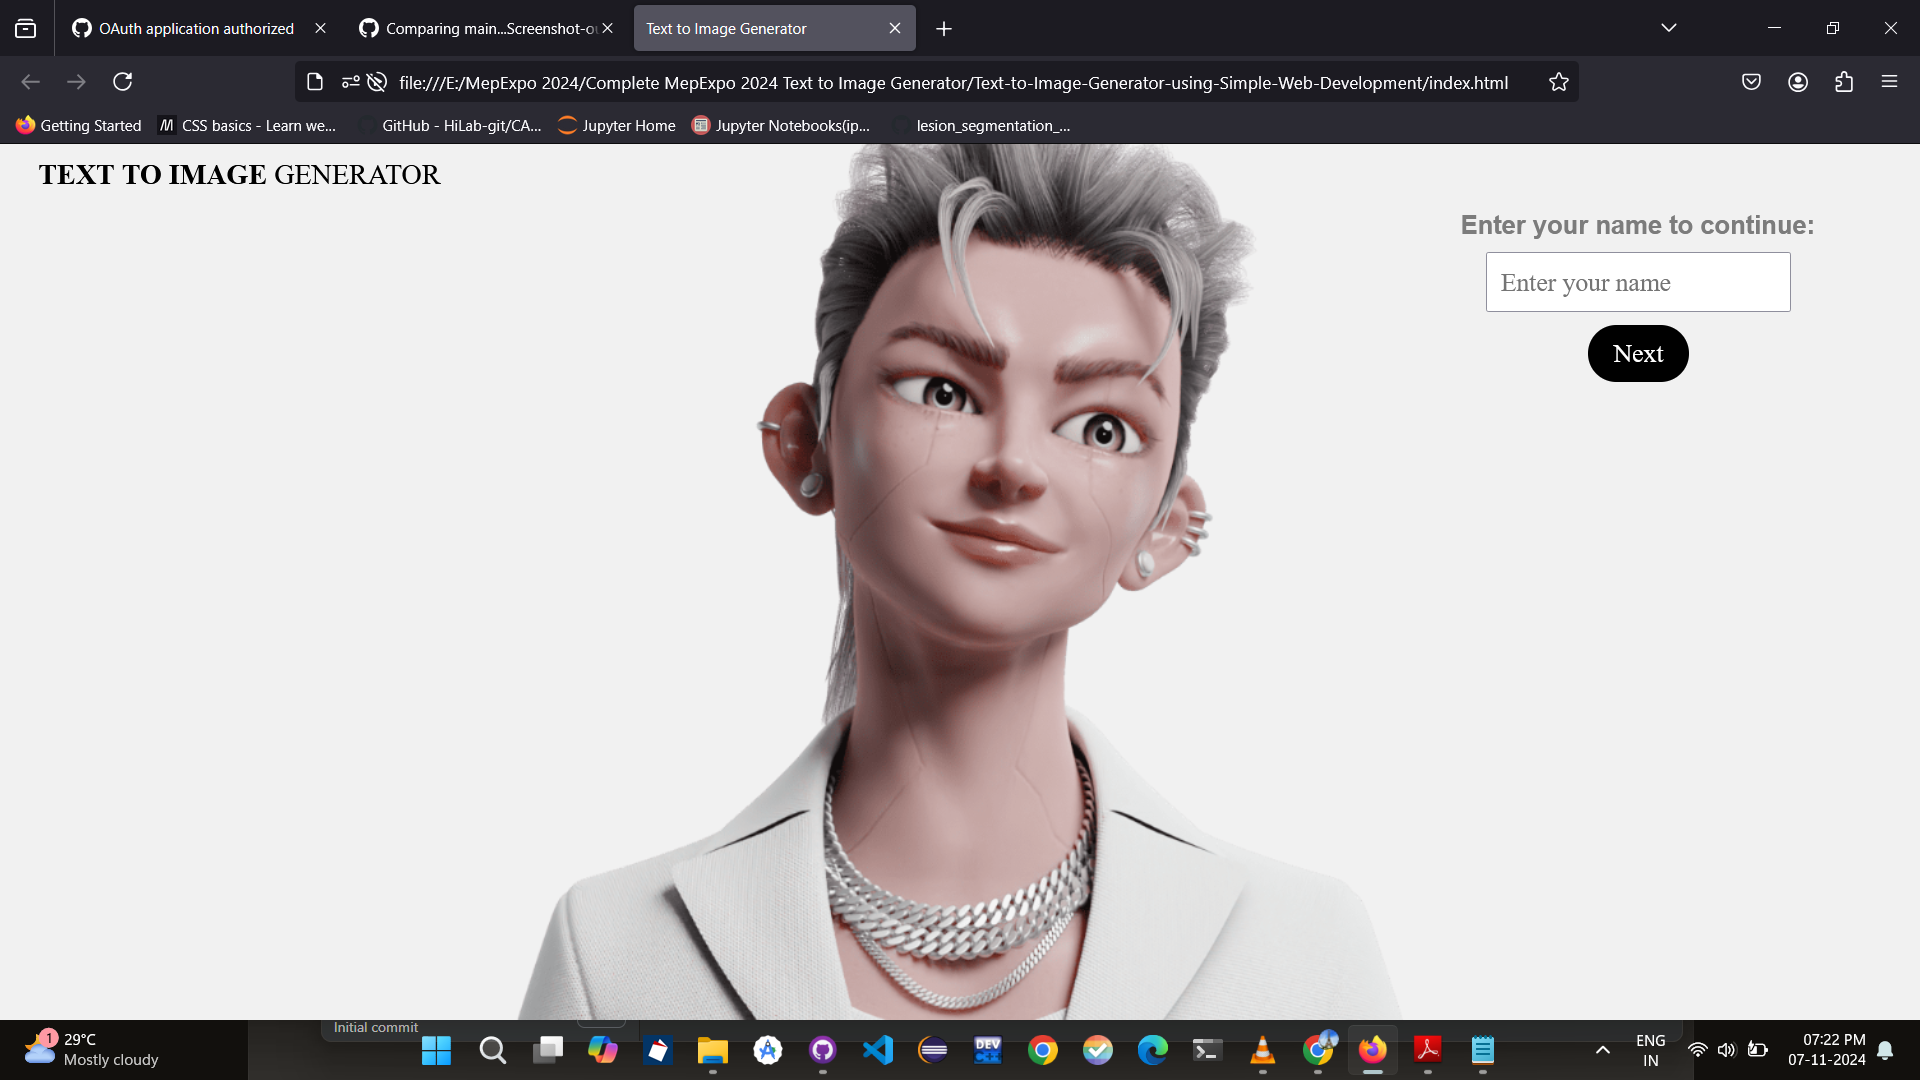 OAuth application authorized
Comparing main...Screenshot-ou
Text to Image Generator
file:///E:/MepExpo 2024/Complete MepExpo 2024 Text to Image Generator/Text-to-Image-Generator-using-Simple-Web-Development/index.html
Getting Started
CSS basics - Learn we...
GitHub - HiLab-git/CA...
Jupyter Home
Jupyter Notebooks(ip...
lesion_segmentation_...
TEXT TO IMAGE GENERATOR
Enter your name to continue:
Enter your name
Next
Initial commit
1
29°C
Mostly cloudy
DEV
ENG
IN
07:22 PM
07-11-2024